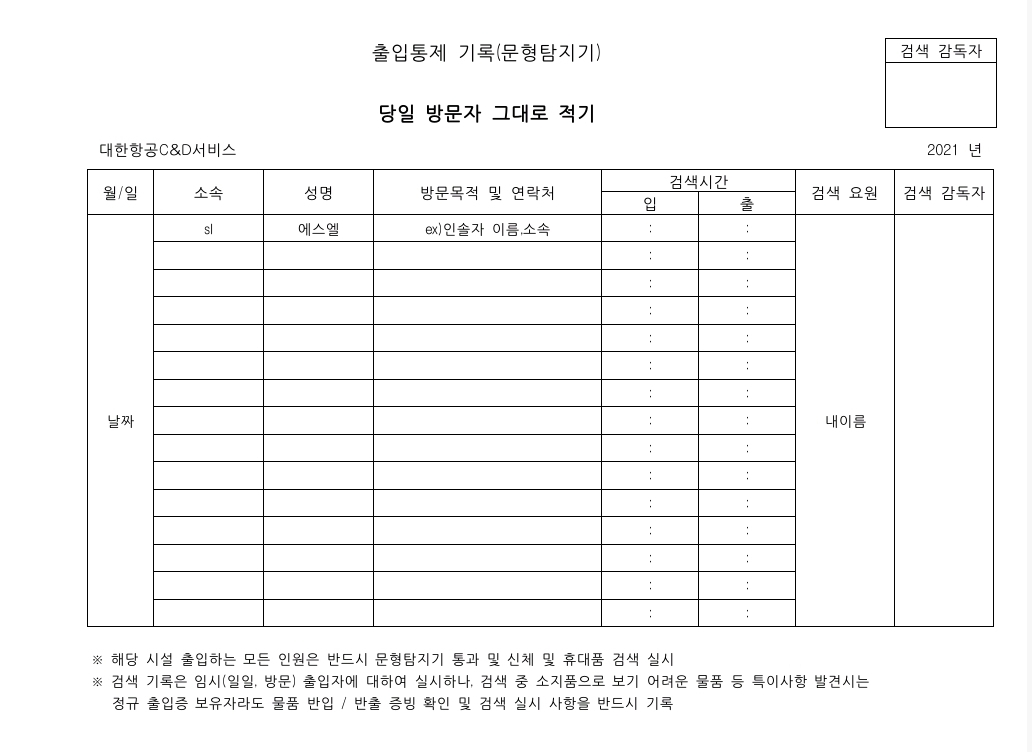 출입통제 기록(문형탐지기)
검색 감독자
당일 방문자 그대로 적기
대한항공C&D서비스
2021 년
월/일 소속 성명 방문목적 및 연락처 검색시간 검색 요원 검색 감독자
입 출
sl 에스엘 ex)인솔자 이름,소속 : :
: :
: :
: :
: :
: :
: :
날짜 : : 내이름
: :
: :
: :
: :
: :
: :
: :
※ 해당 시설 출입하는 모든 인원은 반드시 문형탐지기 통과 및 신체 및 휴대품 검색 실시
※ 검색 기록은 임시(일일, 방문) 출입자에 대하여 실시하나, 검색 중 소지품으로 보기 어려운 물품 등 특이사항 발견시는
정규 출입증 보유자라도 물품 반입 / 반출 증빙 확인 및 검색 실시 사항을 반드시 기록